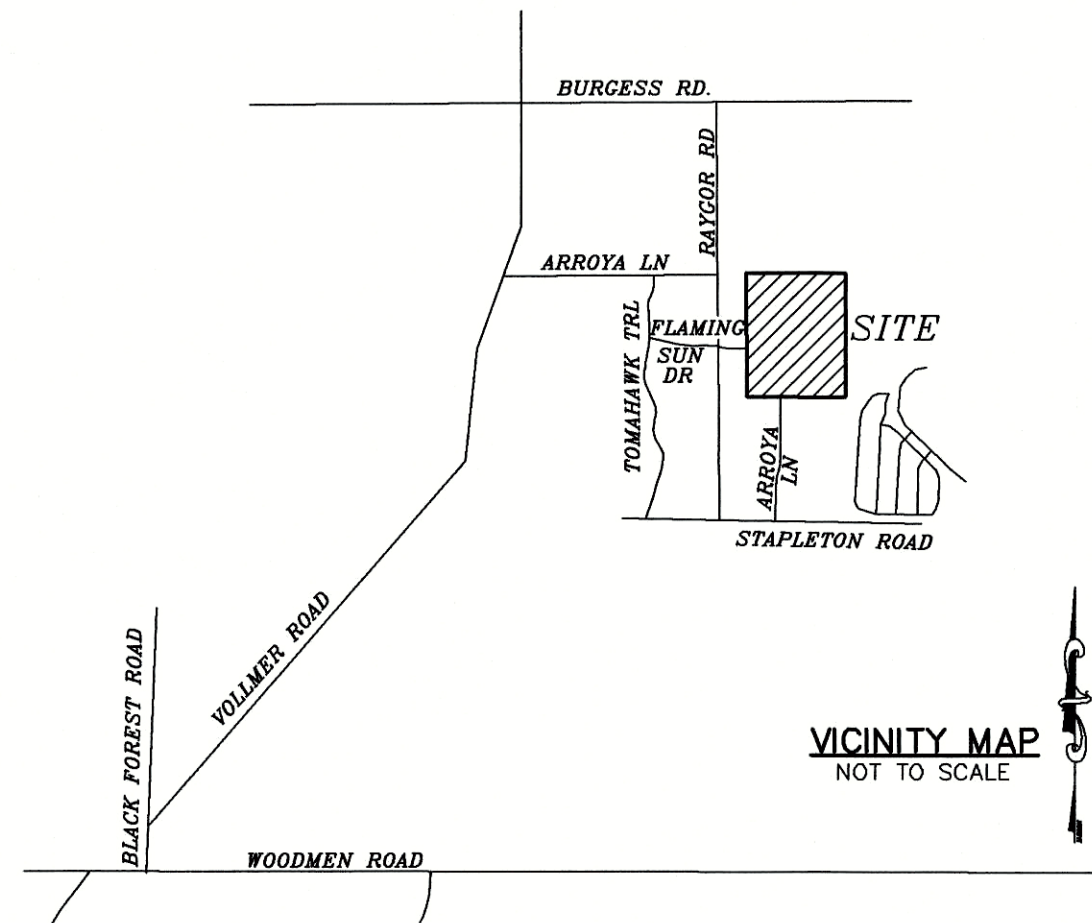 BURGESS RD.
RAYGOR RD
ARROYA LN
TOMAHAWK TRL
FLAMING
SUN
DR
SITE
ARROYA
LN
STAPLETON ROAD
VOLLMER ROAD
BLACK FOREST ROAD
VICINITY MAP
NOT TO SCALE
WOODMEN ROAD